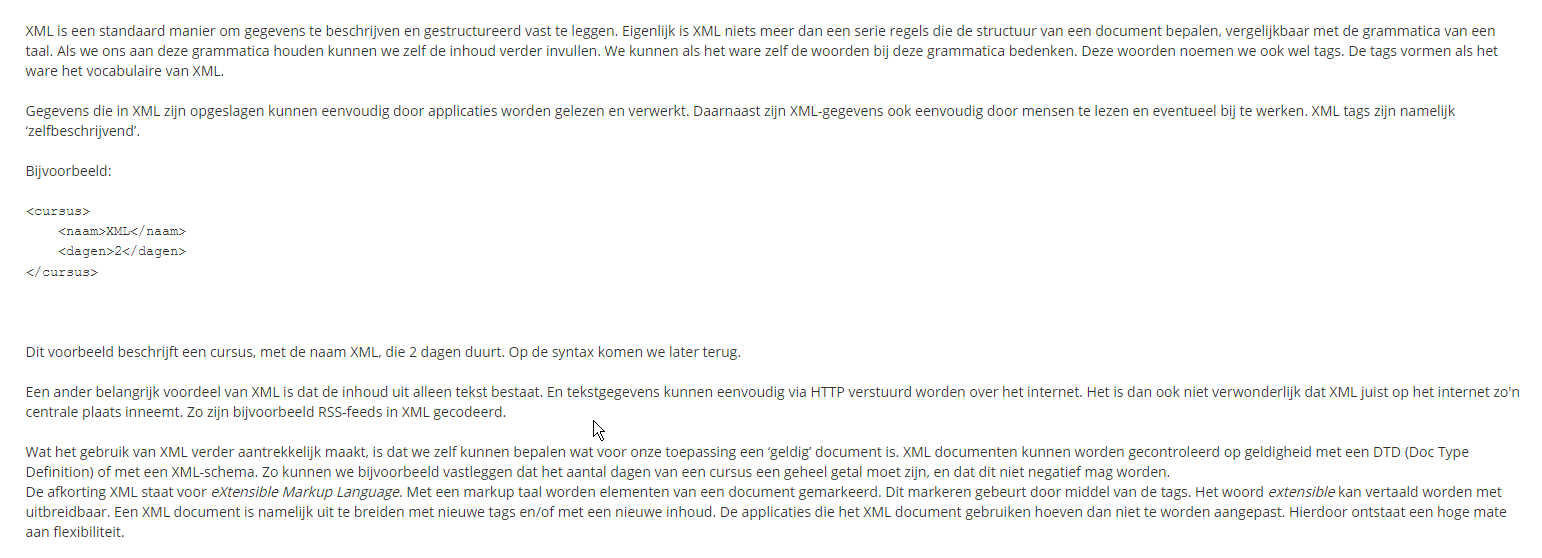 XML is een standaard manier om gegevens te beschrijven en gestructureerd vast te leggen. Eigenlijk is XML niets meer dan een serie regels die de structuur van een document bepalen, vergelijkbaar met de grammatica van een
taal. Als we ons aan deze grammatica houden kunnen we zelf de inhoud verder invullen. We kunnen als het ware zelf de woorden bij deze grammatica bedenken. Deze woorden noemen we ook wel tags. De tags vormen als het
ware het vocabulaire van XML.
Gegevens die in XML zijn opgeslagen kunnen eenvoudig door applicaties worden gelezen en verwerkt. Daarnaast zijn XML-gegevens ook eenvoudig door mensen te lezen en eventueel bij te werken. XML tags zijn namelijk
‘zelfbeschrijvend’.
Bijvoorbeeld:
<cursus>
    <naam>XML</naam>
    <dagen>2</dagen>
</cursus>
Dit voorbeeld beschrijft een cursus, met de naam XML, die 2 dagen duurt. Op de syntax komen we later terug.
Een ander belangrijk voordeel van XML is dat de inhoud uit alleen tekst bestaat. En tekstgegevens kunnen eenvoudig via HTTP verstuurd worden over het internet. Het is dan ook niet verwonderlijk dat XML juist op het internet zo'n
centrale plaats inneemt. Zo zijn bijvoorbeeld RSS-feeds in XML gecodeerd.
Wat het gebruik van XML verder aantrekkelijk maakt, is dat we zelf kunnen bepalen wat voor onze toepassing een ‘geldig’ document is. XML documenten kunnen worden gecontroleerd op geldigheid met een DTD (Doc Type
Definition) of met een XML-schema. Zo kunnen we bijvoorbeeld vastleggen dat het aantal dagen van een cursus een geheel getal moet zijn, en dat dit niet negatief mag worden.
De afkorting XML staat voor eXtensible Markup Language. Met een markup taal worden elementen van een document gemarkeerd. Dit markeren gebeurt door middel van de tags. Het woord extensible kan vertaald worden met
uitbreidbaar. Een XML document is namelijk uit te breiden met nieuwe tags en/of met een nieuwe inhoud. De applicaties die het XML document gebruiken hoeven dan niet te worden aangepast. Hierdoor ontstaat een hoge mate
aan flexibiliteit.